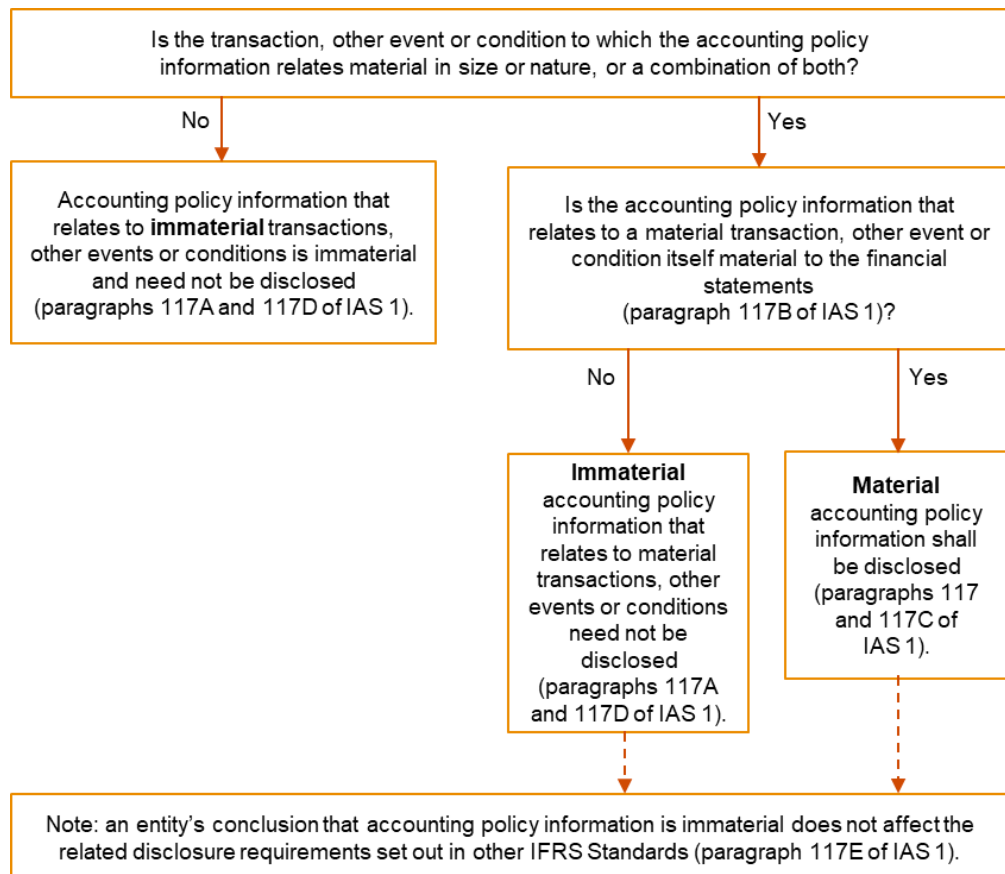 Is the transaction, other event or condition to which the accounting policy
information relates material in size or nature, or a combination of both?
No
Yes
Accounting policy information that
relates to immaterial transactions,
other events or conditions is immaterial
and need not be disclosed
(paragraphs 117A and 117D of IAS 1).
Is the accounting policy information that
relates to a material transaction, other event or
condition itself material to the financial
statements
(paragraph 117B of IAS 1)?
No
Yes
Immaterial
accounting policy
information that
relates to material
transactions, other
events or conditions
need not be
disclosed
(paragraphs 117A
and 117D of IAS 1).
Material
accounting policy
information shall
be disclosed
(paragraphs 117
and 117C of
IAS 1).
Note: an entity's conclusion that accounting policy information is immaterial does not affect the
related disclosure requirements set out in other IFRS Standards (paragraph 117E of IAS 1).